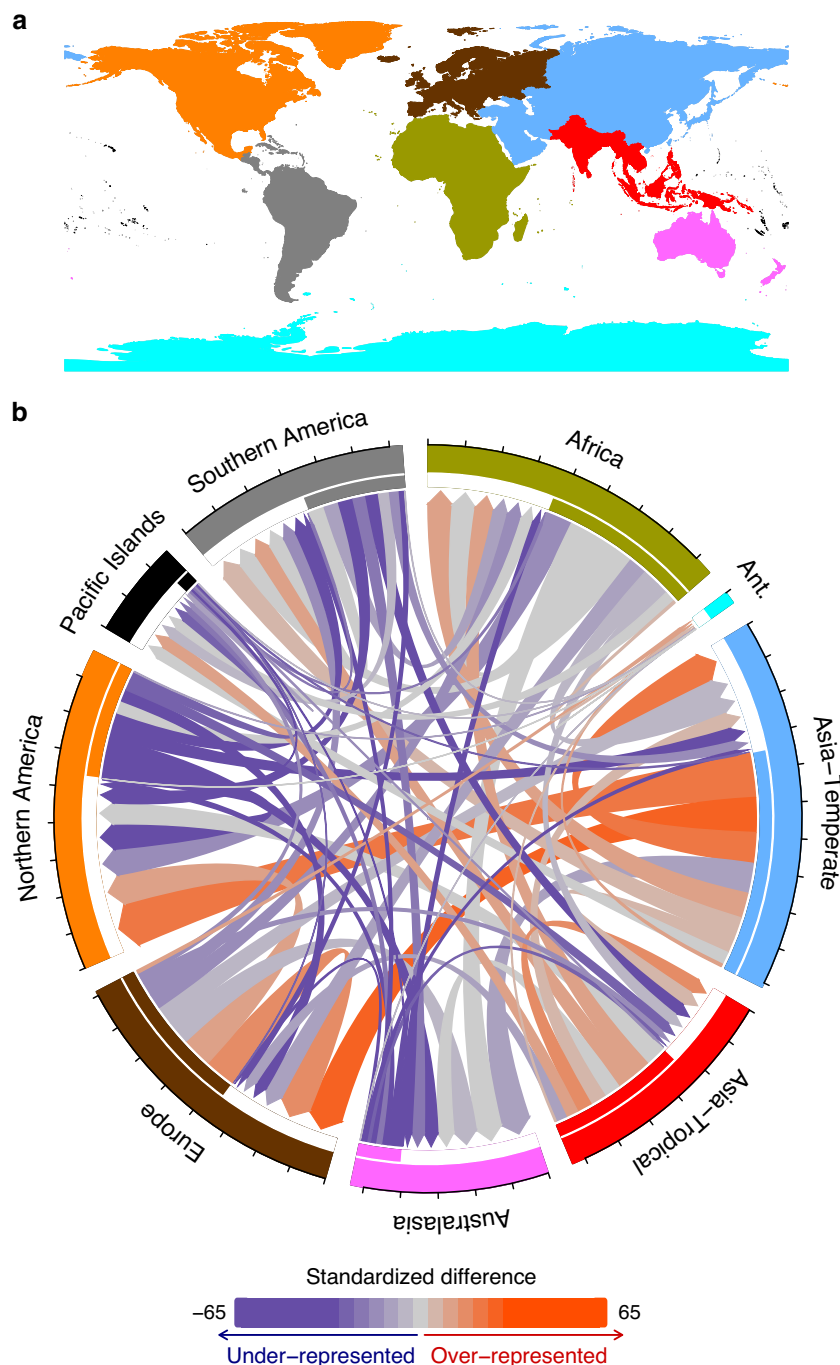 a
b
Southern America
Africa
Pacific Islands
Ant.
Northern America
Asia−Temperate
Europe
Asia−Tropical
Australasia
Standardized difference
−65
65
Under−represented
Over−represented